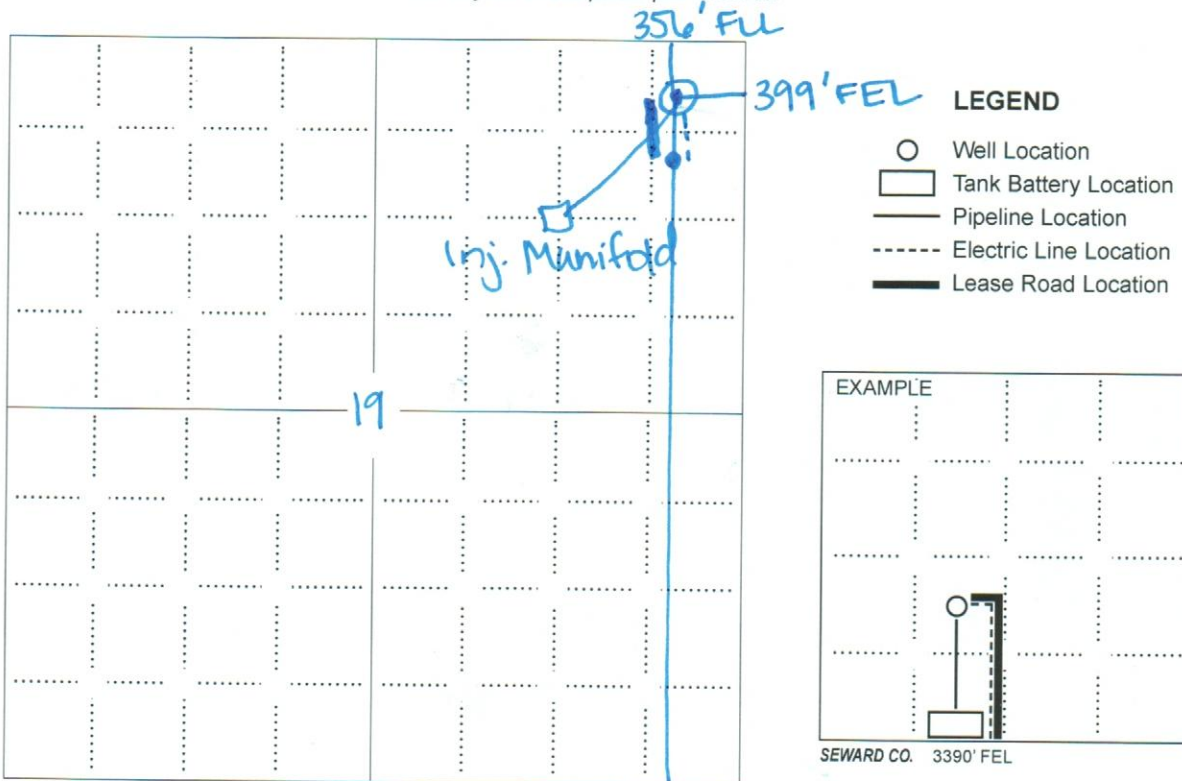 356' FLL
399' FEL
Inj. Manifold
19
LEGEND
Well Location
Tank Battery Location
Pipeline Location
Electric Line Location
Lease Road Location
EXAMPLE
SEWARD CO. 3390' FEL